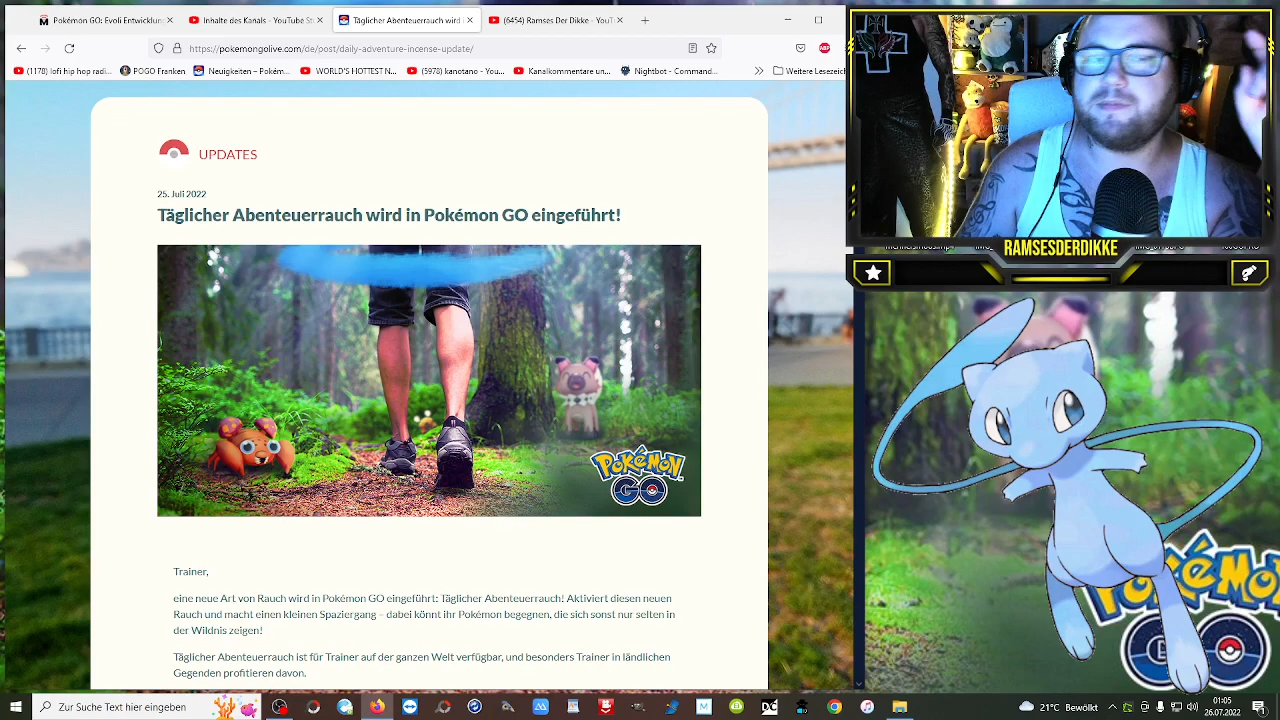 Pokémon GO: Evoli Entwicklun
Inhalte des Kanals - YouTube St
Täglicher Abenteuerrauch wird i
(6454) Ramses Der Dikke - YouT
https://pokemongolive.com/de/post/daily-adventure-incense-update/
ABP
(1178) lofi hip hop radi...
POGO Franken
Neuigkeiten
WORLD'S HOTTEST N...
(5978) kanotano - You...
Kanalkommentare un...
Nightbot - Command...
Weitere Lesezeich
UPDATES
25. Juli 2022
Täglicher Abenteuerrauch wird in Pokémon GO eingeführt!
POKÉMON
GO
Trainer,
eine neue Art von Rauch wird in Pokémon GO eingeführt: Täglicher Abenteuerrauch! Aktiviert diesen neuen
Rauch und macht einen kleinen Spaziergang – dabei könnt ihr Pokémon begegnen, die sich sonst nur selten in
der Wildnis zeigen!
Täglicher Abenteuerrauch ist für Trainer auf der ganzen Welt verfügbar, und besonders Trainer in ländlichen
Gegenden profitieren davon.
RAMSESDERDIKKE
Zur Suche Text hier eingeben
M
21°C Bewölkt
01:05
26.07.2022